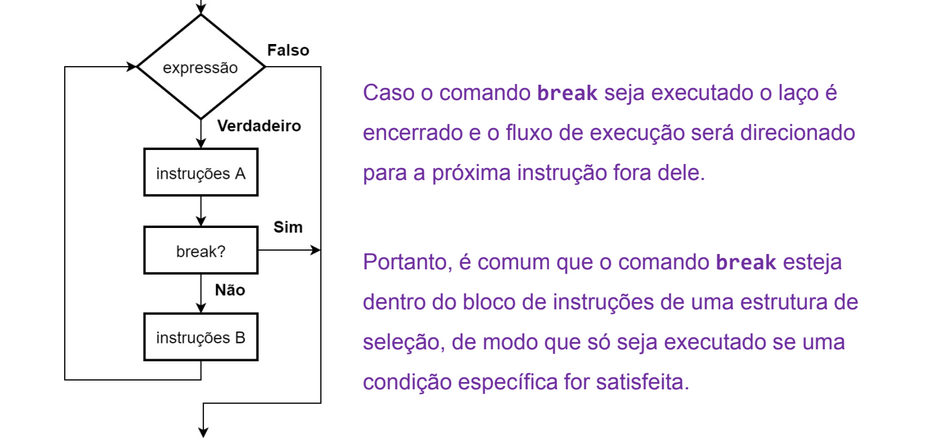 Falso
expressão
Verdadeiro
instruções A
Sim
break?
Não
instruções B
Caso o comando break seja executado o laço é
encerrado e o fluxo de execução será direcionado
para a próxima instrução fora dele.
Portanto, é comum que o comando break esteja
dentro do bloco de instruções de uma estrutura de
seleção, de modo que só seja executado se uma
condição específica for satisfeita.